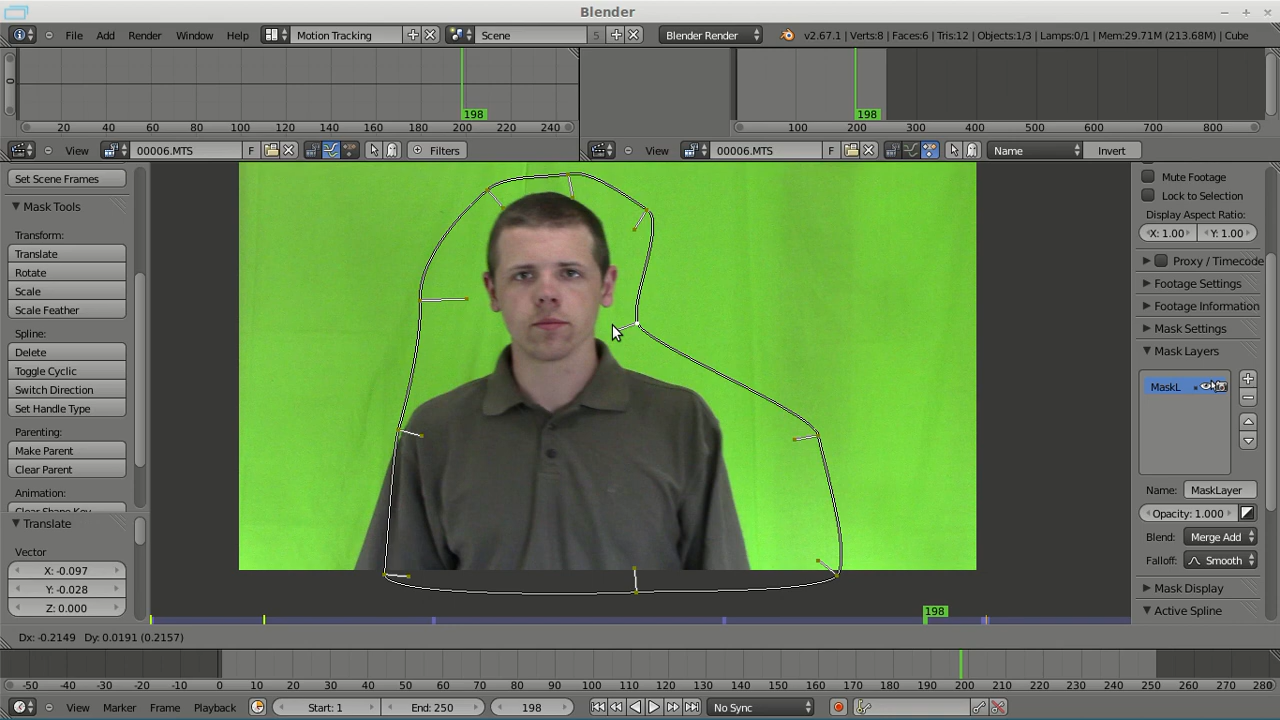 Blender
File Add Render Window Help Motion Tracking Scene 5 Blender Render v2.67.1 | Verts:8 | Faces:6 | Tris:12 | Objects:1/3 | Lamps:0/1 | Mem:29.71M (213.68M) | Cube
198 198
20 40 60 80 100 120 140 160 180 200 220 240 100 200 300 400 500 600 700 800
View 00006.MTS F Filters View 00006.MTS F Name Invert
Set Scene Frames
Mask Tools
Transform:
Translate
Rotate
Scale
Scale Feather
Spline:
Delete
Toggle Cyclic
Switch Direction
Set Handle Type
Parenting:
Make Parent
Clear Parent
Animation:
Clear Shape Key
Translate
Vector
X: -0.097
Y: -0.028
Z: 0.000
Mute Footage
Lock to Selection
Display Aspect Ratio:
X: 1.00 Y: 1.00
Proxy / Timecode
Footage Settings
Footage Information
Mask Settings
Mask Layers
MaskL
Name: MaskLayer
Opacity: 1.000
Blend: Merge Add
Falloff: Smooth
Mask Display
Active Spline
198
Dx: -0.2149 Dy: 0.0191 (0.2157)
-50 -40 -30 -20 -10 0 10 20 30 40 50 60 70 80 90 100 110 120 130 140 150 160 170 180 190 200 210 220 230 240 250 260 270 280
View Marker Frame Playback Start: 1 End: 250 198 No Sync